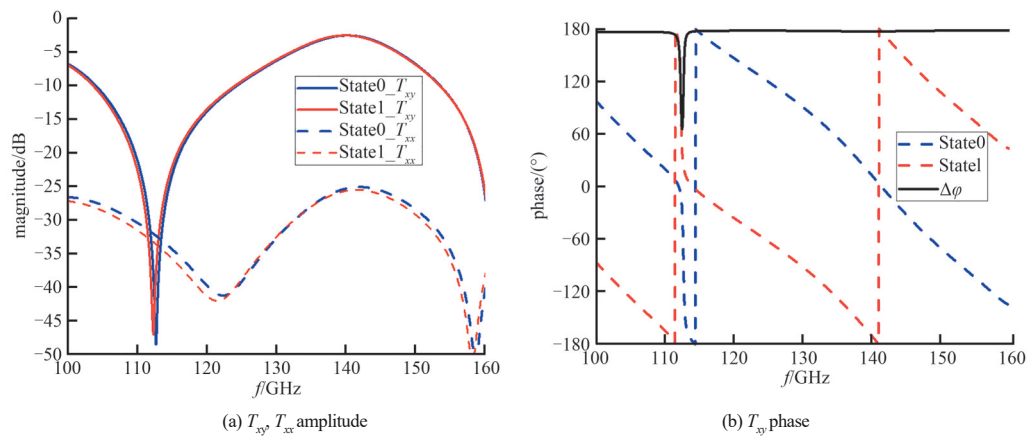 0
−5
−10
−15
−20
−25
−30
−35
−40
−45
−50
magnitude/dB
100 110 120 130 140 150 160
f/GHz
State0_Txy
State1_Txy
State0_Txx
State1_Txx
(a) Txy, Txx amplitude
180
120
60
0
−60
−120
−180
phase/(°)
100 110 120 130 140 150 160
f/GHz
State0
State1
Δφ
(b) Txy phase